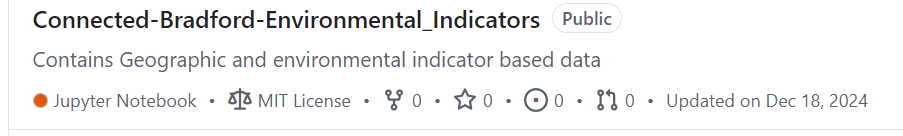 Connected-Bradford-Environmental_Indicators Public
Contains Geographic and environmental indicator based data
Jupyter Notebook • MIT License • 0 • 0 • 0 • 0 • Updated on Dec 18, 2024